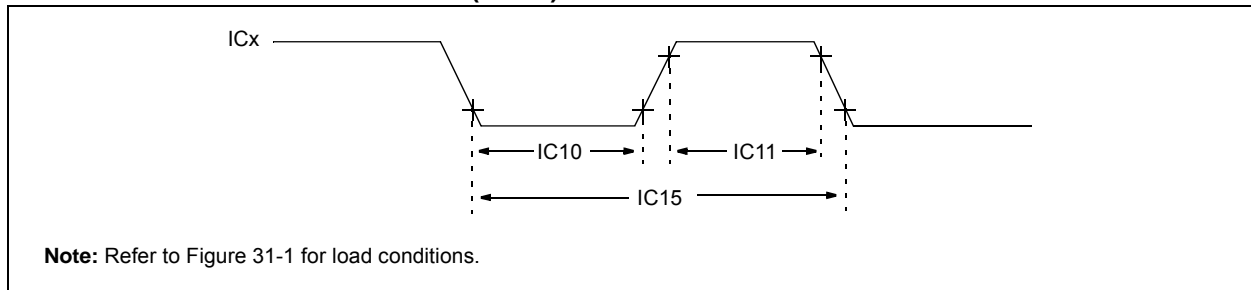 ICx
IC10
IC11
IC15
Note: Refer to Figure 31-1 for load conditions.